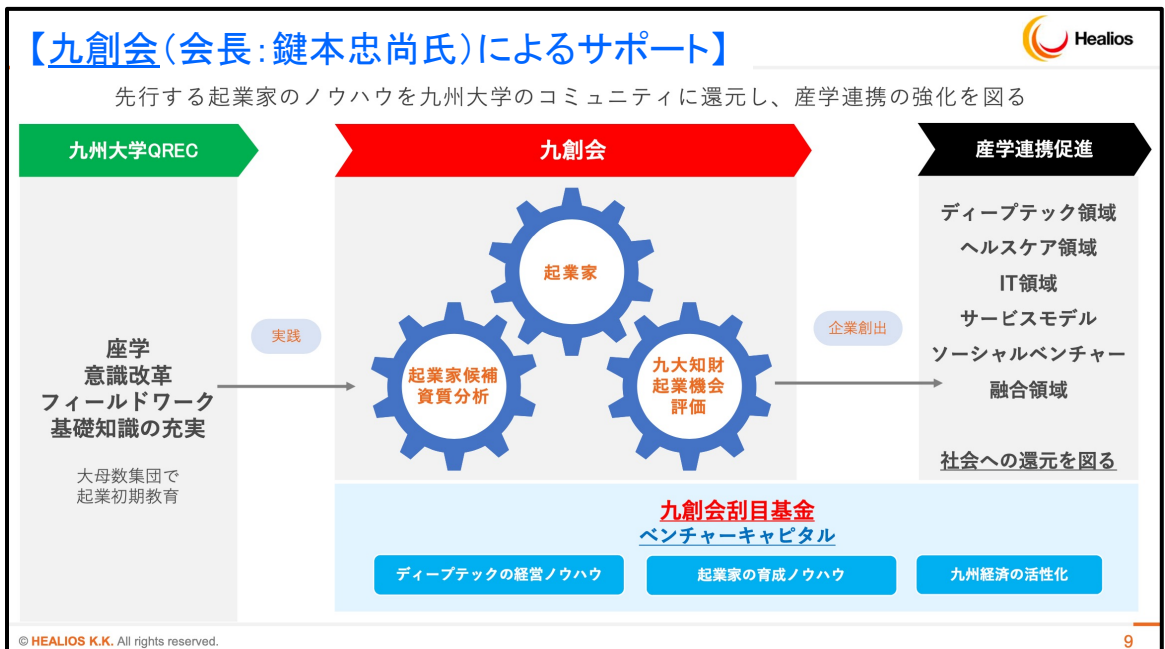 【九創会(会長:鍵本忠尚氏)によるサポート】
Healios
先行する起業家のノウハウを九州大学のコミュニティに還元し、産学連携の強化を図る
九州大学QREC
座学
意識改革
フィールドワーク
基礎知識の充実
大母数集団で
起業初期教育
実践
九創会
起業家
起業家候補
資質分析
九大知財
起業機会
評価
企業創出
産学連携促進
ディープテック領域
ヘルスケア領域
IT領域
サービスモデル
ソーシャルベンチャー
融合領域
社会への還元を図る
九創会刮目基金
ベンチャーキャピタル
ディープテックの経営ノウハウ
起業家の育成ノウハウ
九州経済の活性化
© HEALIOS K.K. All rights reserved.
9